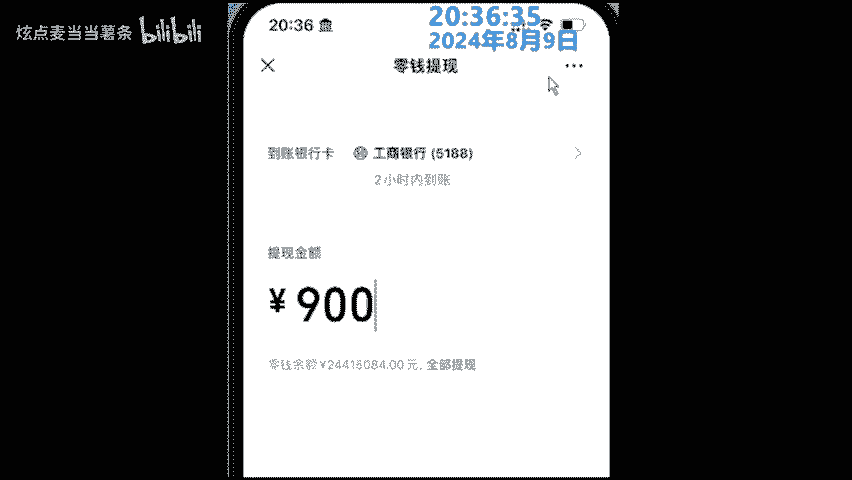 炫点麦当当薯条 bilibili
20:36:35
20:36
2024年8月9日
零钱提现
到账银行卡 工商银行 (5188)
2小时内到账
提现金额
¥900
零钱余额¥24415084.00元, 全部提现